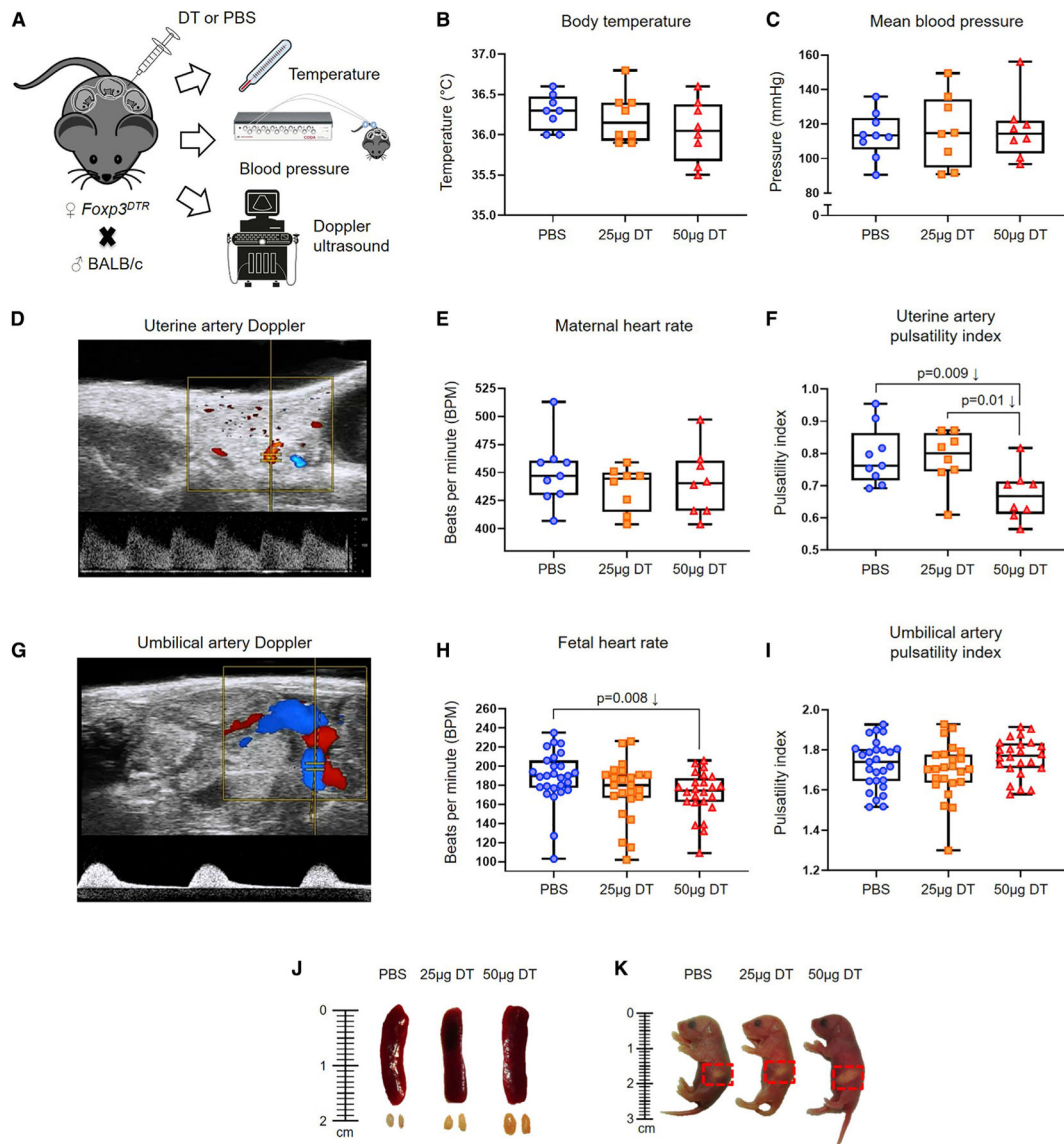 A
DT or PBS
Temperature
CODA
Blood pressure
Doppler
ultrasound
♀ Foxp3DTR
✖
♂ BALB/c
B
Body temperature
Temperature (°C)
37.0
36.5
36.0
35.5
35.0
PBS 25µg DT 50µg DT
C
Mean blood pressure
Pressure (mmHg)
160
140
120
100
80
0
PBS 25µg DT 50µg DT
D
Uterine artery Doppler
E
Maternal heart rate
Beats per minute (BPM)
525
500
475
450
425
400
PBS 25µg DT 50µg DT
F
Uterine artery
pulsatility index
p=0.009 ↓
p=0.01 ↓
Pulsatility index
1.0
0.9
0.8
0.7
0.6
0.5
PBS 25µg DT 50µg DT
G
Umbilical artery Doppler
H
Fetal heart rate
p=0.008 ↓
Beats per minute (BPM)
260
240
220
200
180
160
140
120
100
PBS 25µg DT 50µg DT
I
Umbilical artery
pulsatility index
Pulsatility index
2.0
1.8
1.6
1.4
1.2
PBS 25µg DT 50µg DT
J
PBS 25µg DT 50µg DT
0
1
2
cm
K
PBS 25µg DT 50µg DT
0
1
2
3
cm